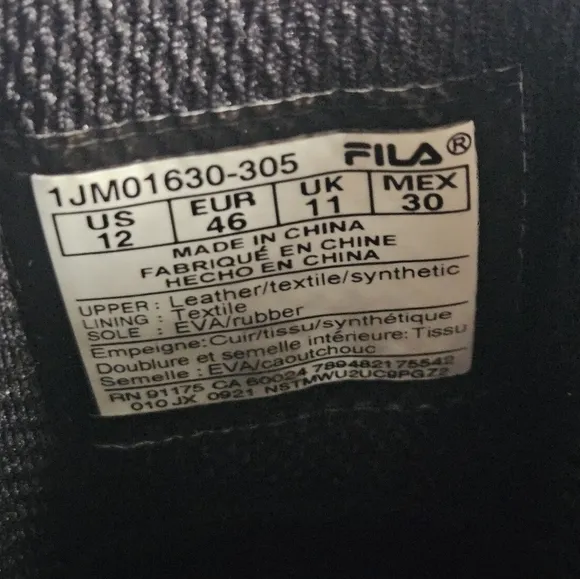 1JM01630-305 FILA®
US EUR UK MEX
12 46 11 30
MADE IN CHINA
FABRIQUÉ EN CHINE
HECHO EN CHINA
UPPER : Leather/textile/synthetic
LINING : Textile
SOLE : EVA/rubber
Empeigne: Cuir/tissu/synthétique
Doublure et semelle intérieure: Tissu
Semelle : EVA/caoutchouc
RN 91175 CA 60024 789482175542
010 JX 0921 NSTMWU2UC9PGZ2